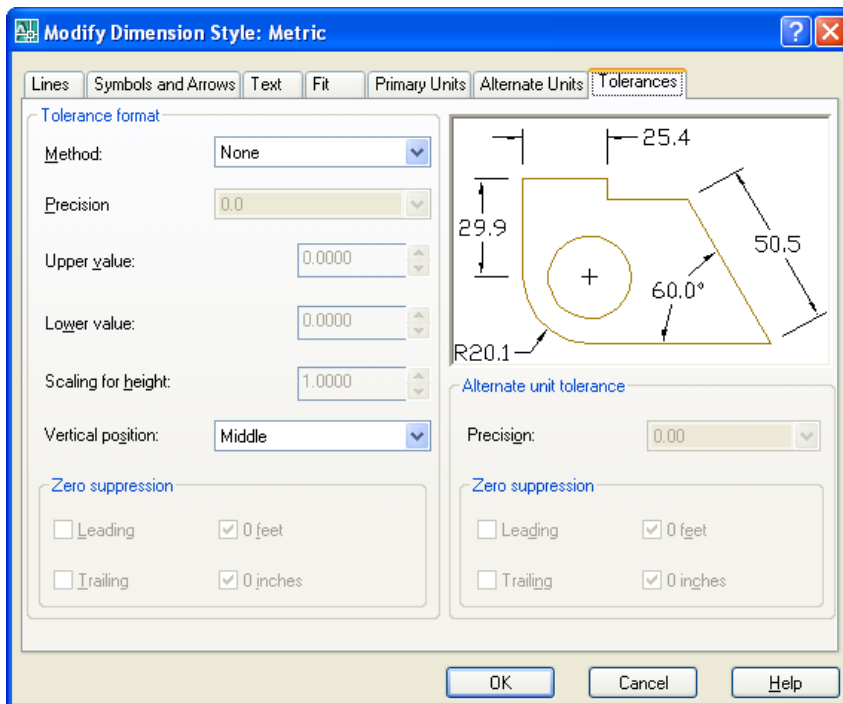 Modify Dimension Style: Metric
Lines Symbols and Arrows Text Fit Primary Units Alternate Units Tolerances
Tolerance format
Method: None
Precision 0.0
Upper value: 0.0000
Lower value: 0.0000
Scaling for height: 1.0000
Vertical position: Middle
Zero suppression
Leading 0 feet
Trailing 0 inches
25.4
29.9
50.5
60.0°
R20.1
Alternate unit tolerance
Precision: 0.00
Zero suppression
Leading 0 feet
Trailing 0 inches
OK Cancel Help